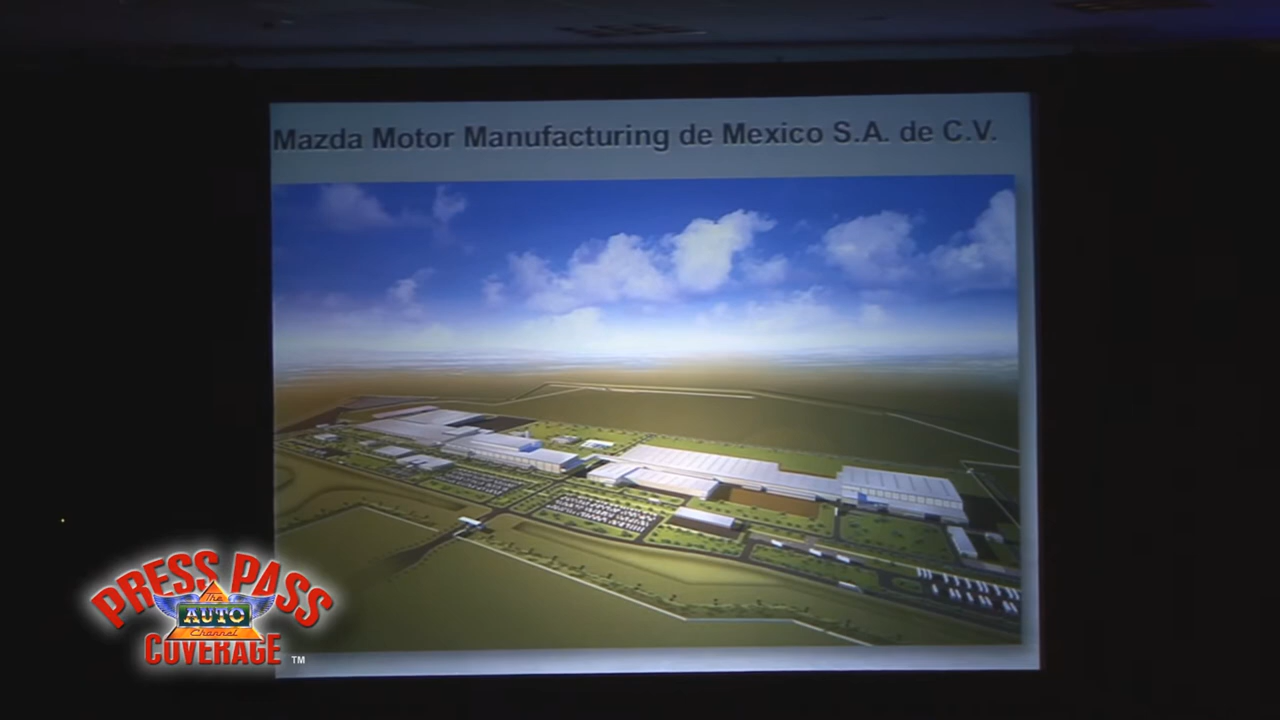 Mazda Motor Manufacturing de Mexico S.A. de C.V.
PRESS PASS
The
AUTO
Channel
COVERAGE
TM